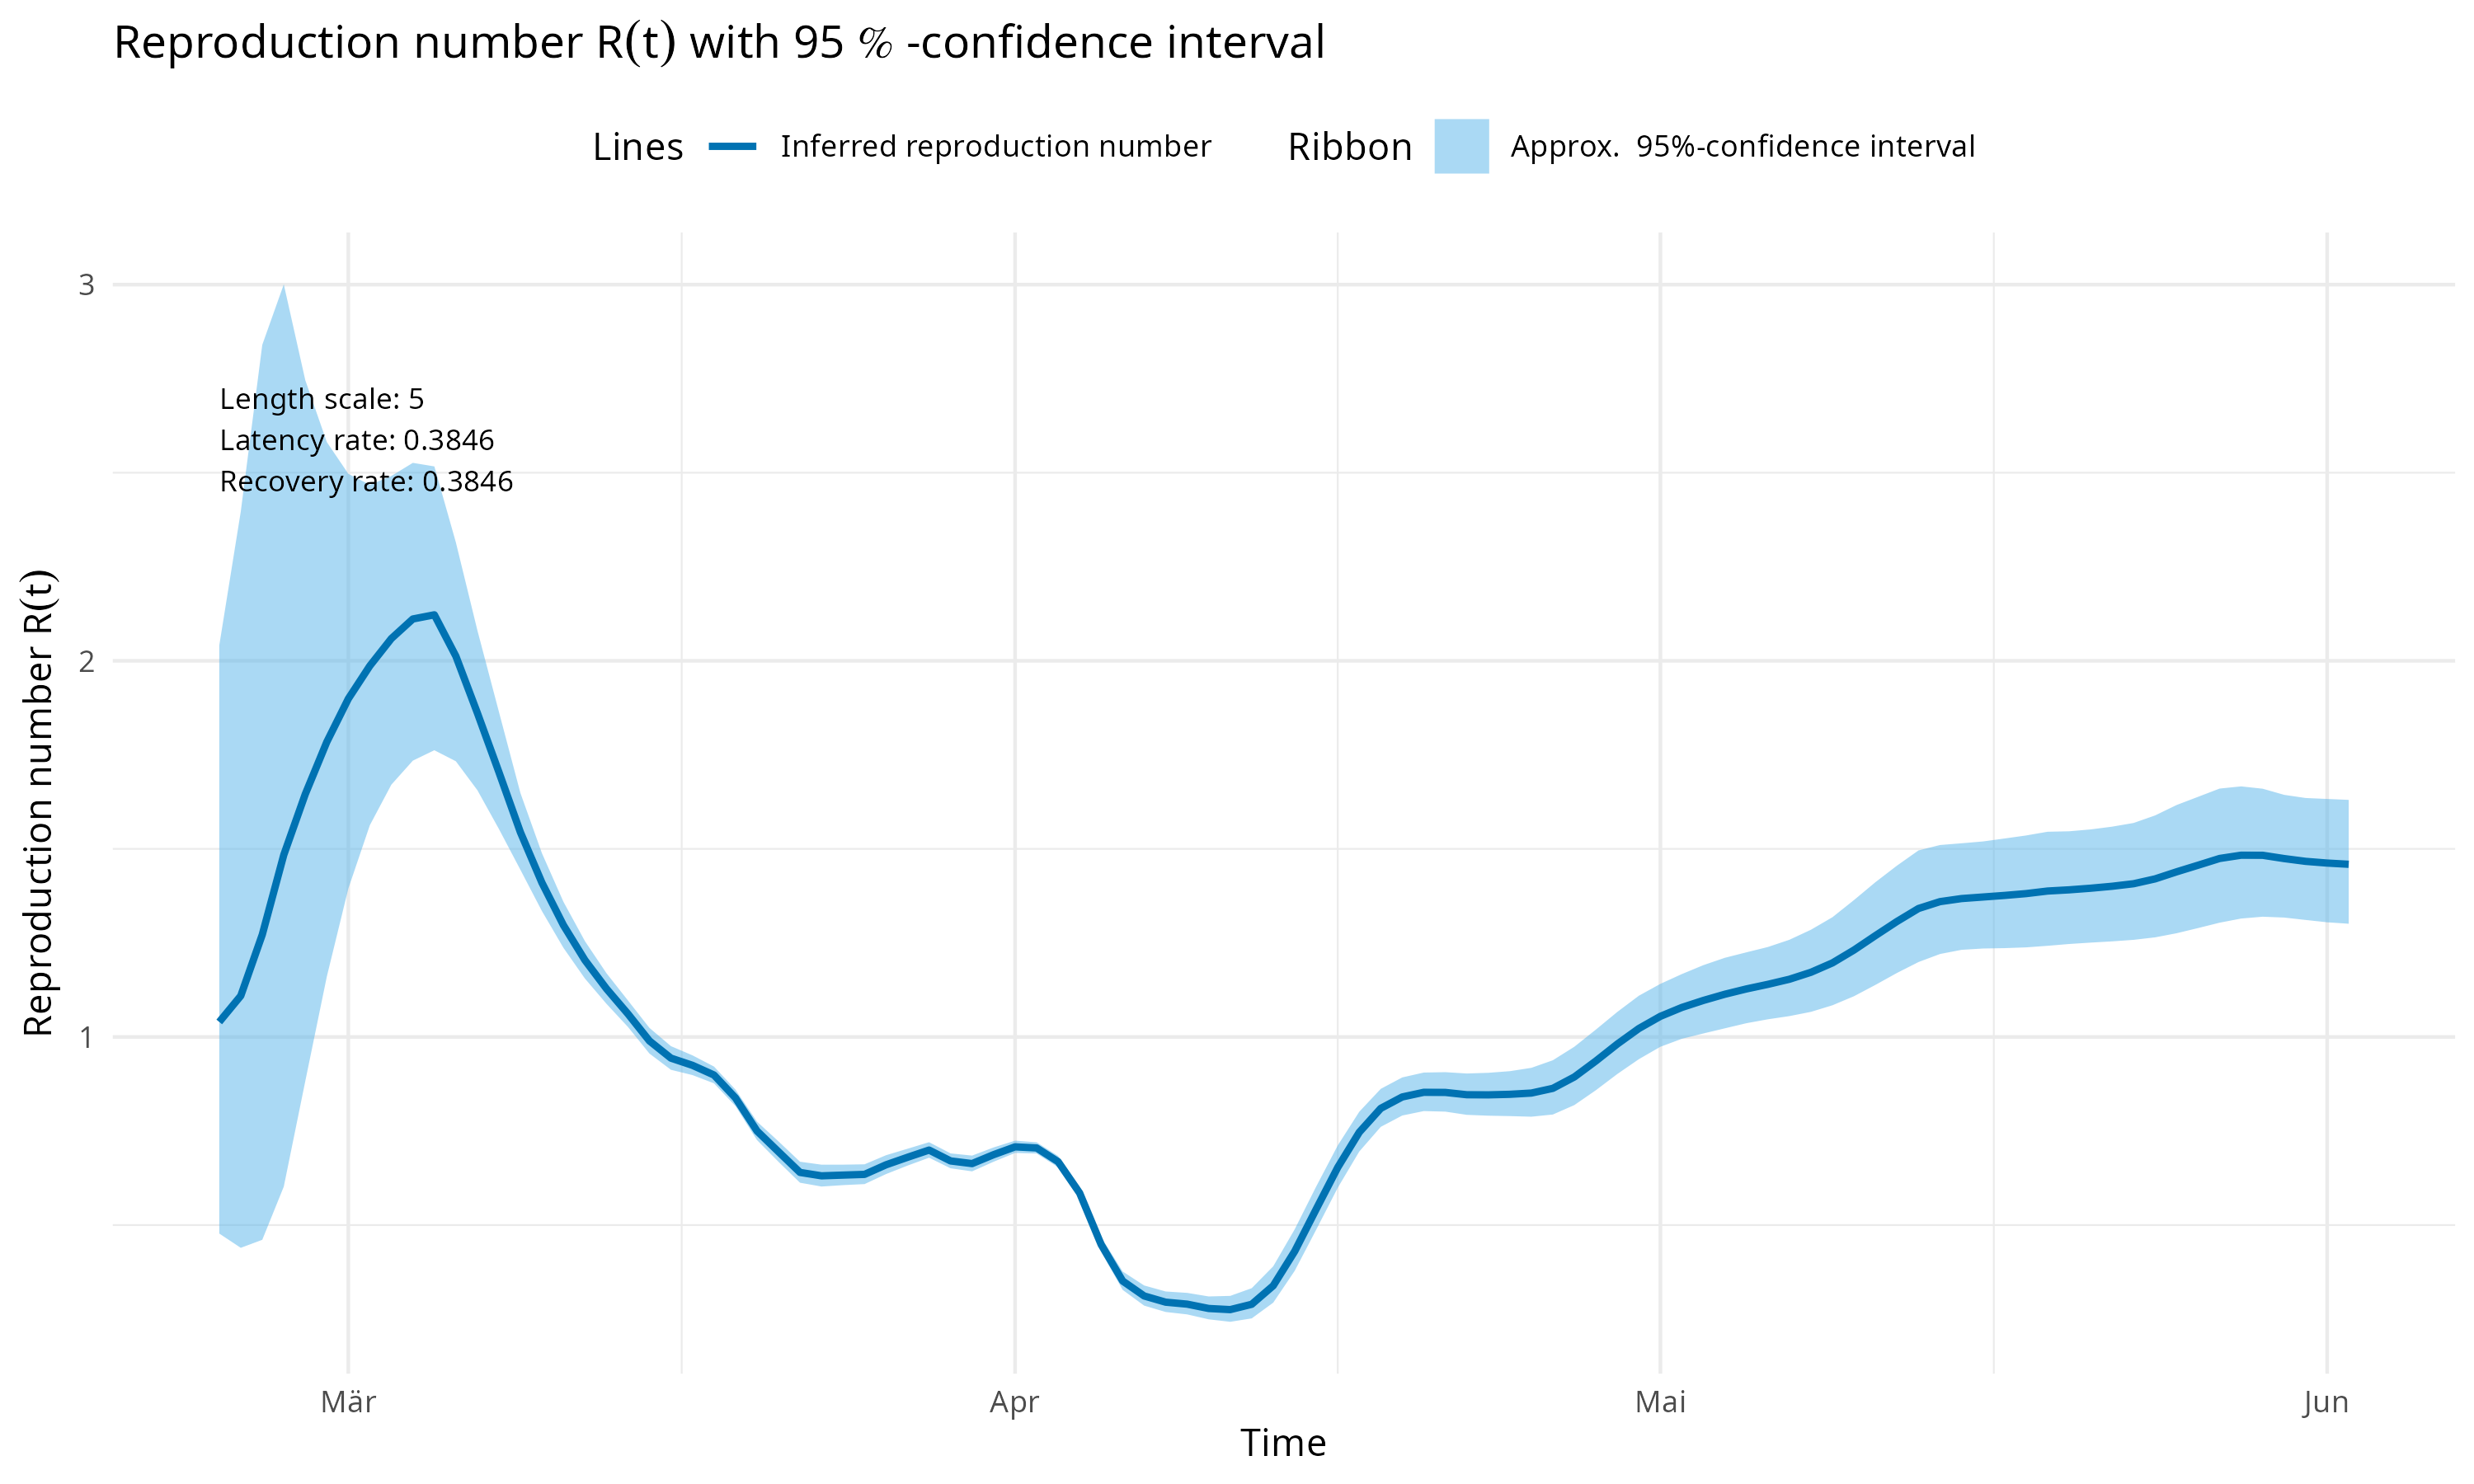 Reproduction number R(t) with 95 % -confidence interval
Lines Inferred reproduction number Ribbon Approx.  95%-confidence interval
3
Length scale: 5
Latency rate: 0.3846
Recovery rate: 0.3846
2
1
Reproduction number R(t)
Mär Apr Mai Jun
Time